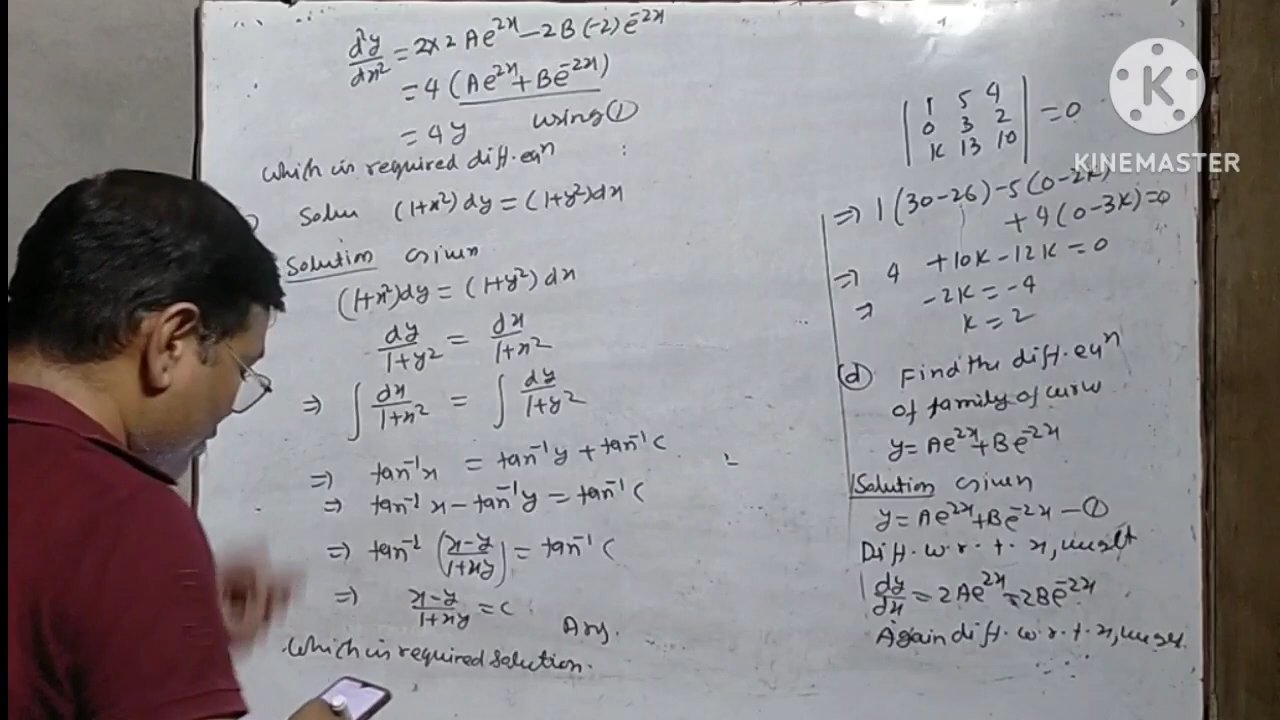 d²y/dx² = 2×2 Ae^{2x} - 2B(-2)e^{-2x}
= 4 (Ae^{2x} + Be^{-2x})
= 4y using ①
which is required diff. eqⁿ
) Solve (1+x²) dy = (1+y²) dx
Solution Given
(1+x²) dy = (1+y²) dx
dy/1+y² = dx/1+x²
⇒ ∫ dx/1+x² = ∫ dy/1+y²
⇒ tan⁻¹x = tan⁻¹y + tan⁻¹ C
⇒ tan⁻¹ x - tan⁻¹y = tan⁻¹ C
⇒ tan⁻¹ (x-y/1+xy) = tan⁻¹ C
⇒ x-y/1+xy = C
Ans.
which is required solution.
K
KINEMASTER
| 1 5 4 |
| 0 3 2 | = 0
| K 13 10 |
⇒ 1(30-26) - 5(0-2K)
+ 4(0-3K) = 0
⇒ 4 + 10K - 12K = 0
⇒ -2K = -4
K = 2
(d) Find the diff. eqⁿ
of family of curve
y = Ae^{2x} + Be^{-2x}
Solution Given
y = Ae^{2x} + Be^{-2x} - ①
Diff. w.r.t. x, we get
dy/dx = 2Ae^{2x} - 2Be^{-2x}
Again diff. w.r.t. x, we get